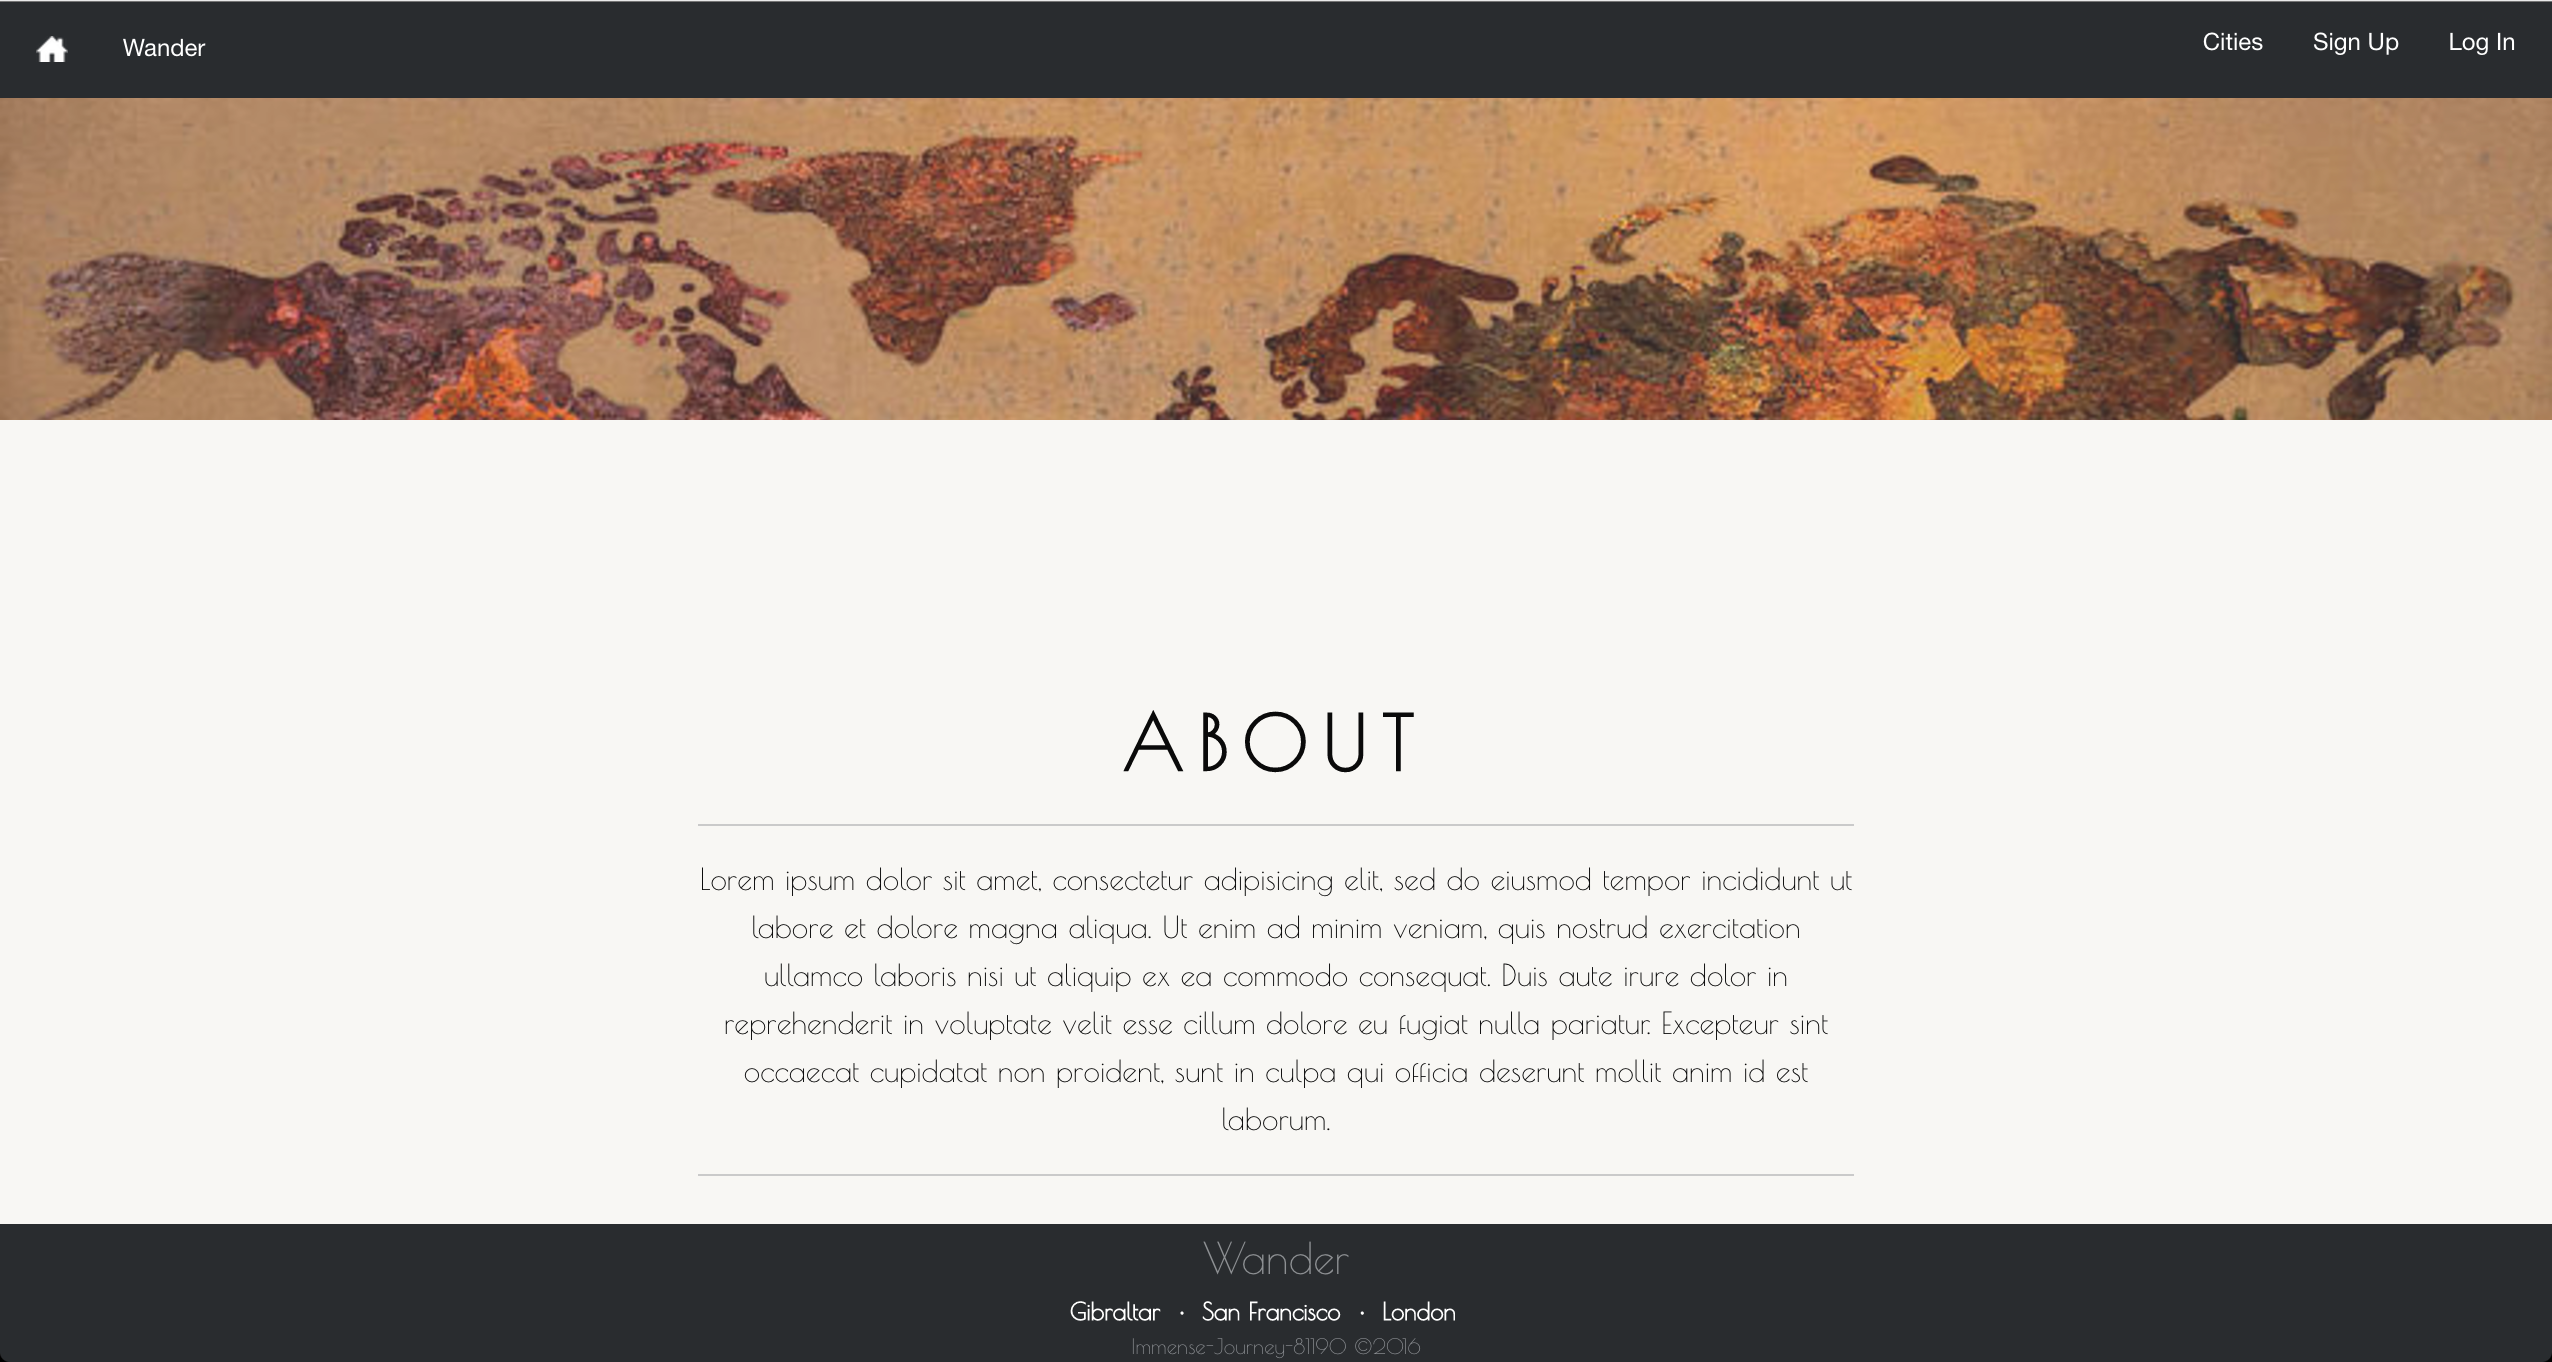 Wander
Cities Sign Up Log In
ABOUT
Lorem ipsum dolor sit amet, consectetur adipisicing elit, sed do eiusmod tempor incididunt ut
labore et dolore magna aliqua. Ut enim ad minim veniam, quis nostrud exercitation
ullamco laboris nisi ut aliquip ex ea commodo consequat. Duis aute irure dolor in
reprehenderit in voluptate velit esse cillum dolore eu fugiat nulla pariatur. Excepteur sint
occaecat cupidatat non proident, sunt in culpa qui officia deserunt mollit anim id est
laborum.
Wander
Gibraltar · San Francisco · London
Immense-Journey-81190 ©2016